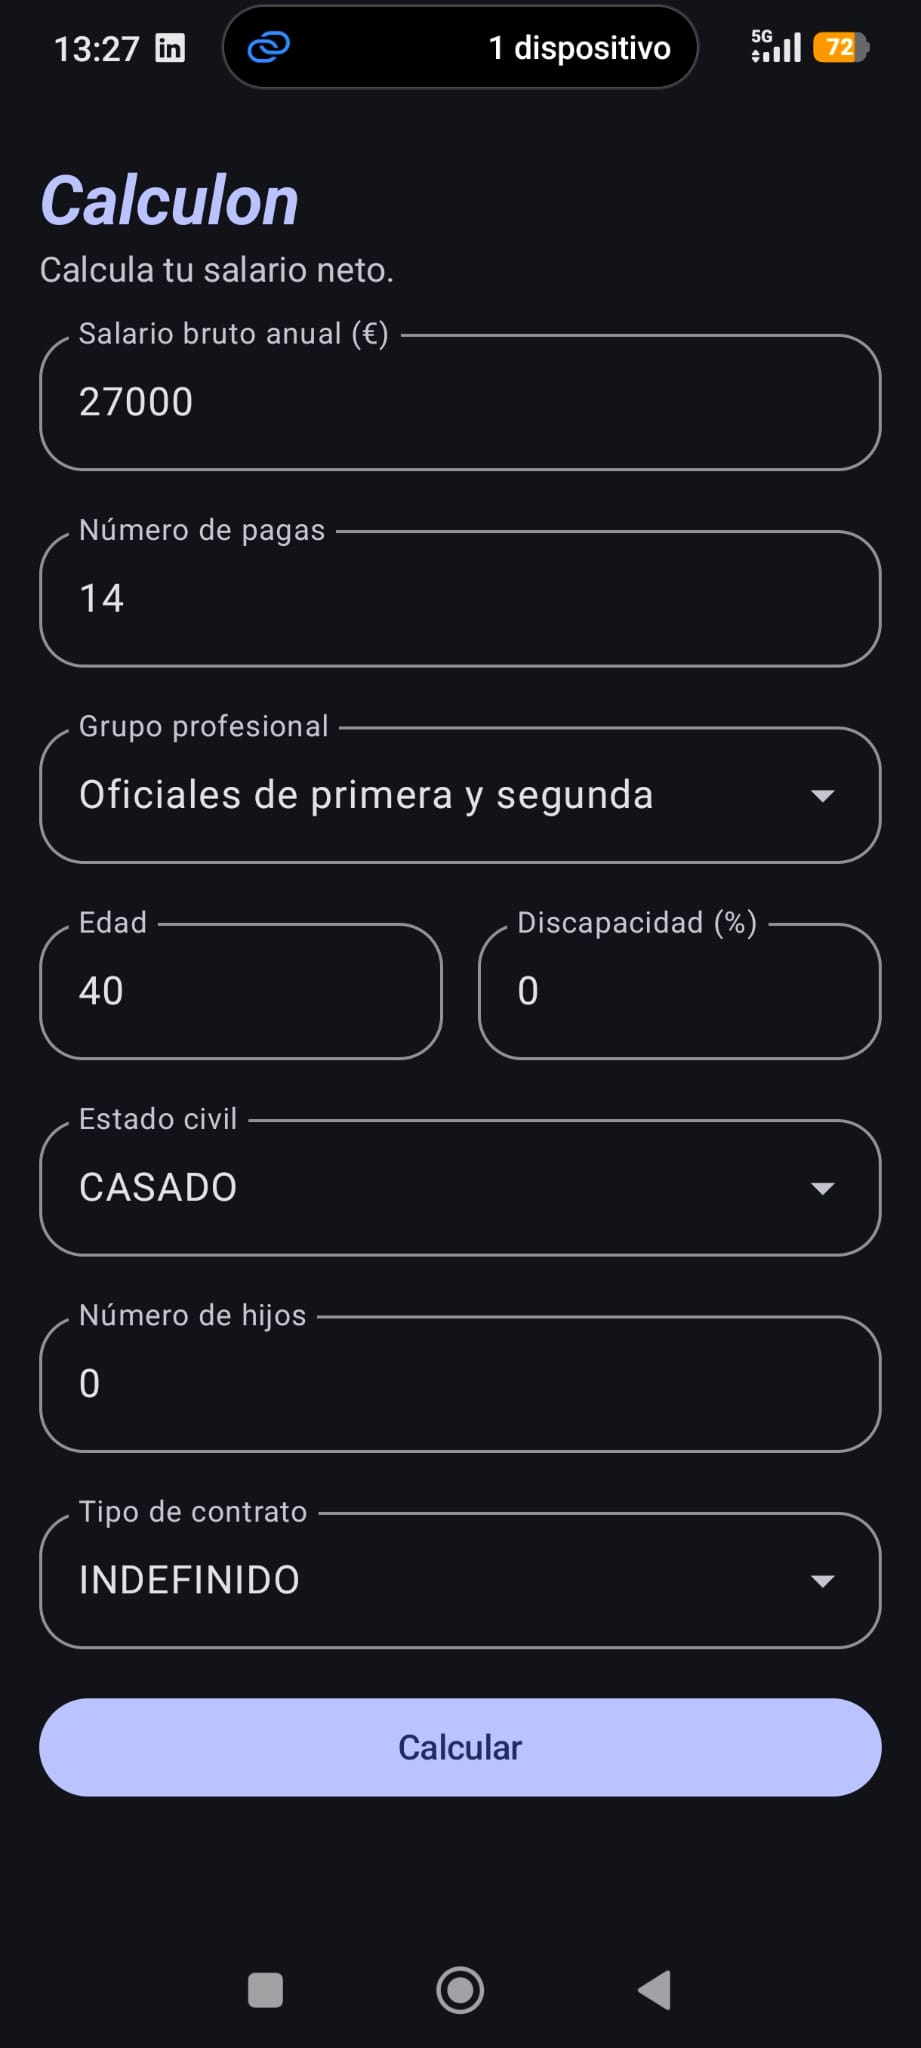 13:27 in 1 dispositivo 5G 72
Calculon
Calcula tu salario neto.
Salario bruto anual (€)
27000
Número de pagas
14
Grupo profesional
Oficiales de primera y segunda
Edad Discapacidad (%)
40 0
Estado civil
CASADO
Número de hijos
0
Tipo de contrato
INDEFINIDO
Calcular